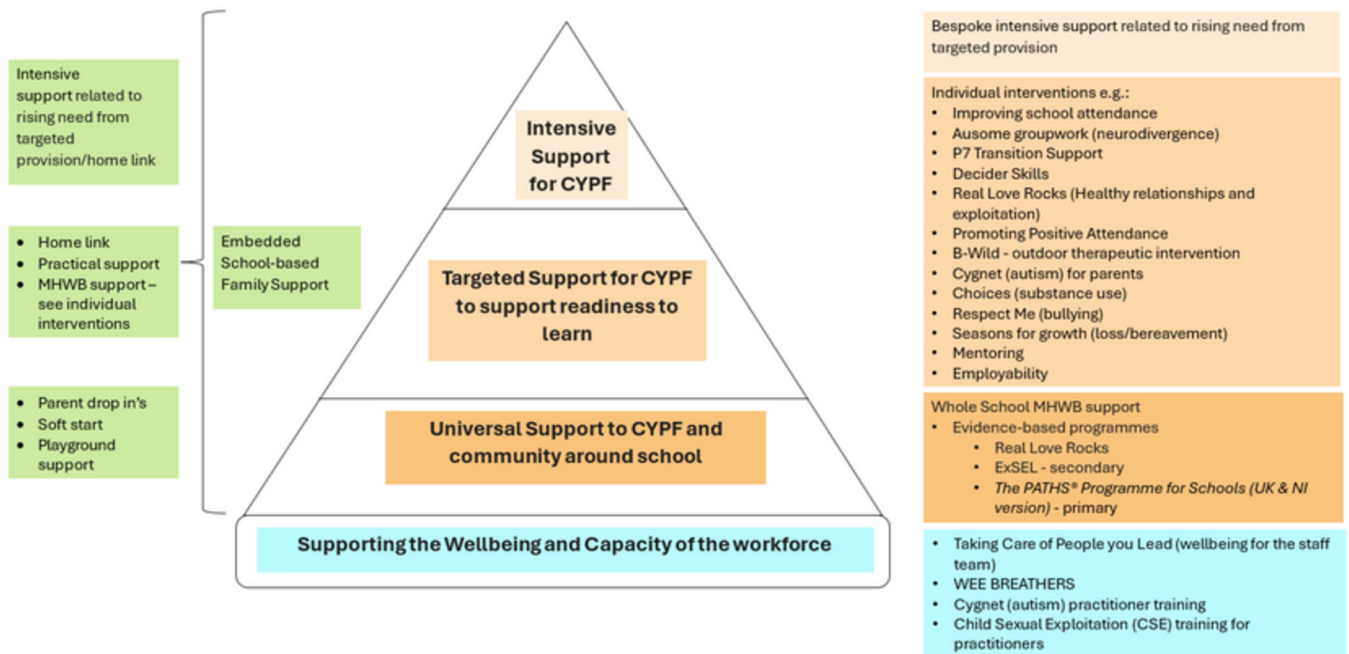 Intensive
support related to
rising need from
targeted
provision/home link
• Home link
• Practical support
• MHWB support –
see individual
interventions
• Parent drop in's
• Soft start
• Playground
support
Embedded
School-based
Family Support
Intensive
Support
for CYPF
Targeted Support for CYPF
to support readiness to
learn
Universal Support to CYPF and
community around school
Supporting the Wellbeing and Capacity of the workforce
Bespoke intensive support related to rising need from
targeted provision
Individual interventions e.g.:
• Improving school attendance
• Ausome groupwork (neurodivergence)
• P7 Transition Support
• Decider Skills
• Real Love Rocks (Healthy relationships and
exploitation)
• Promoting Positive Attendance
• B-Wild - outdoor therapeutic intervention
• Cygnet (autism) for parents
• Choices (substance use)
• Respect Me (bullying)
• Seasons for growth (loss/bereavement)
• Mentoring
• Employability
Whole School MHWB support
• Evidence-based programmes
• Real Love Rocks
• ExSEL - secondary
• The PATHS® Programme for Schools (UK & NI
version) - primary
• Taking Care of People you Lead (wellbeing for the staff
team)
• WEE BREATHERS
• Cygnet (autism) practitioner training
• Child Sexual Exploitation (CSE) training for
practitioners